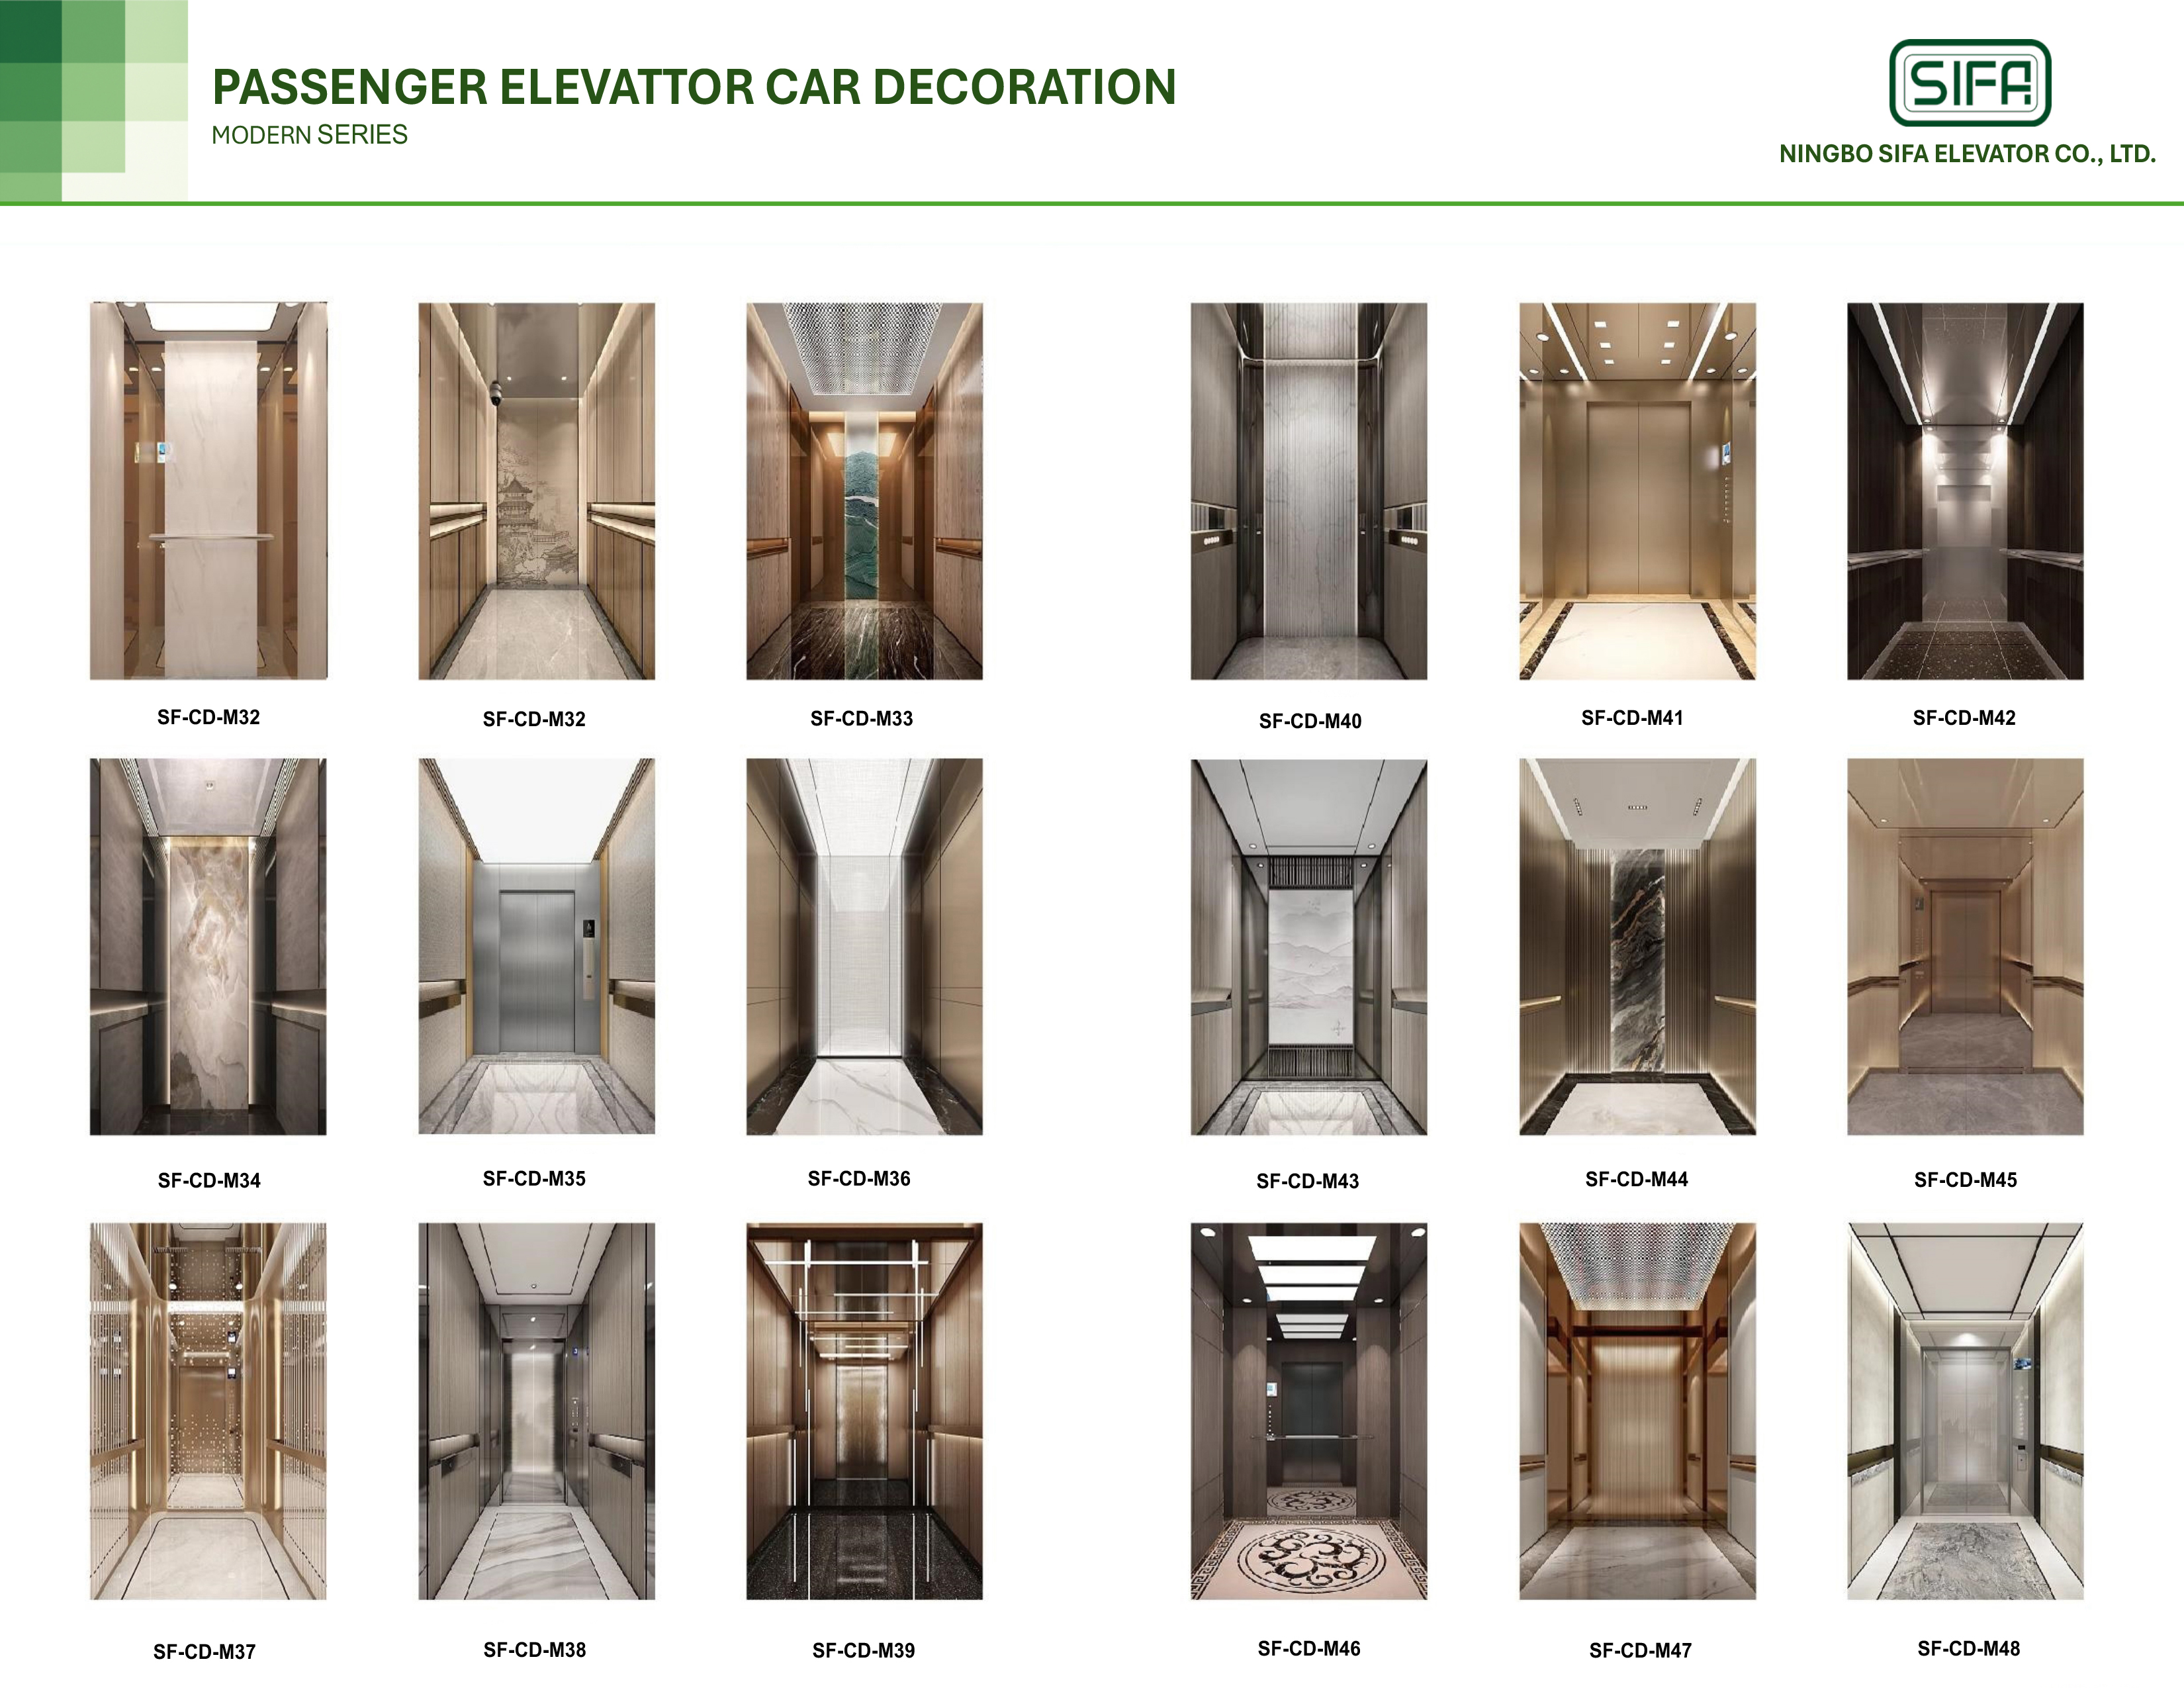 PASSENGER ELEVATTOR CAR DECORATION
MODERN SERIES
SIFA
NINGBO SIFA ELEVATOR CO., LTD.
SF-CD-M32
SF-CD-M32
SF-CD-M33
SF-CD-M40
SF-CD-M41
SF-CD-M42
SF-CD-M34
SF-CD-M35
SF-CD-M36
SF-CD-M43
SF-CD-M44
SF-CD-M45
SF-CD-M37
SF-CD-M38
SF-CD-M39
SF-CD-M46
SF-CD-M47
SF-CD-M48